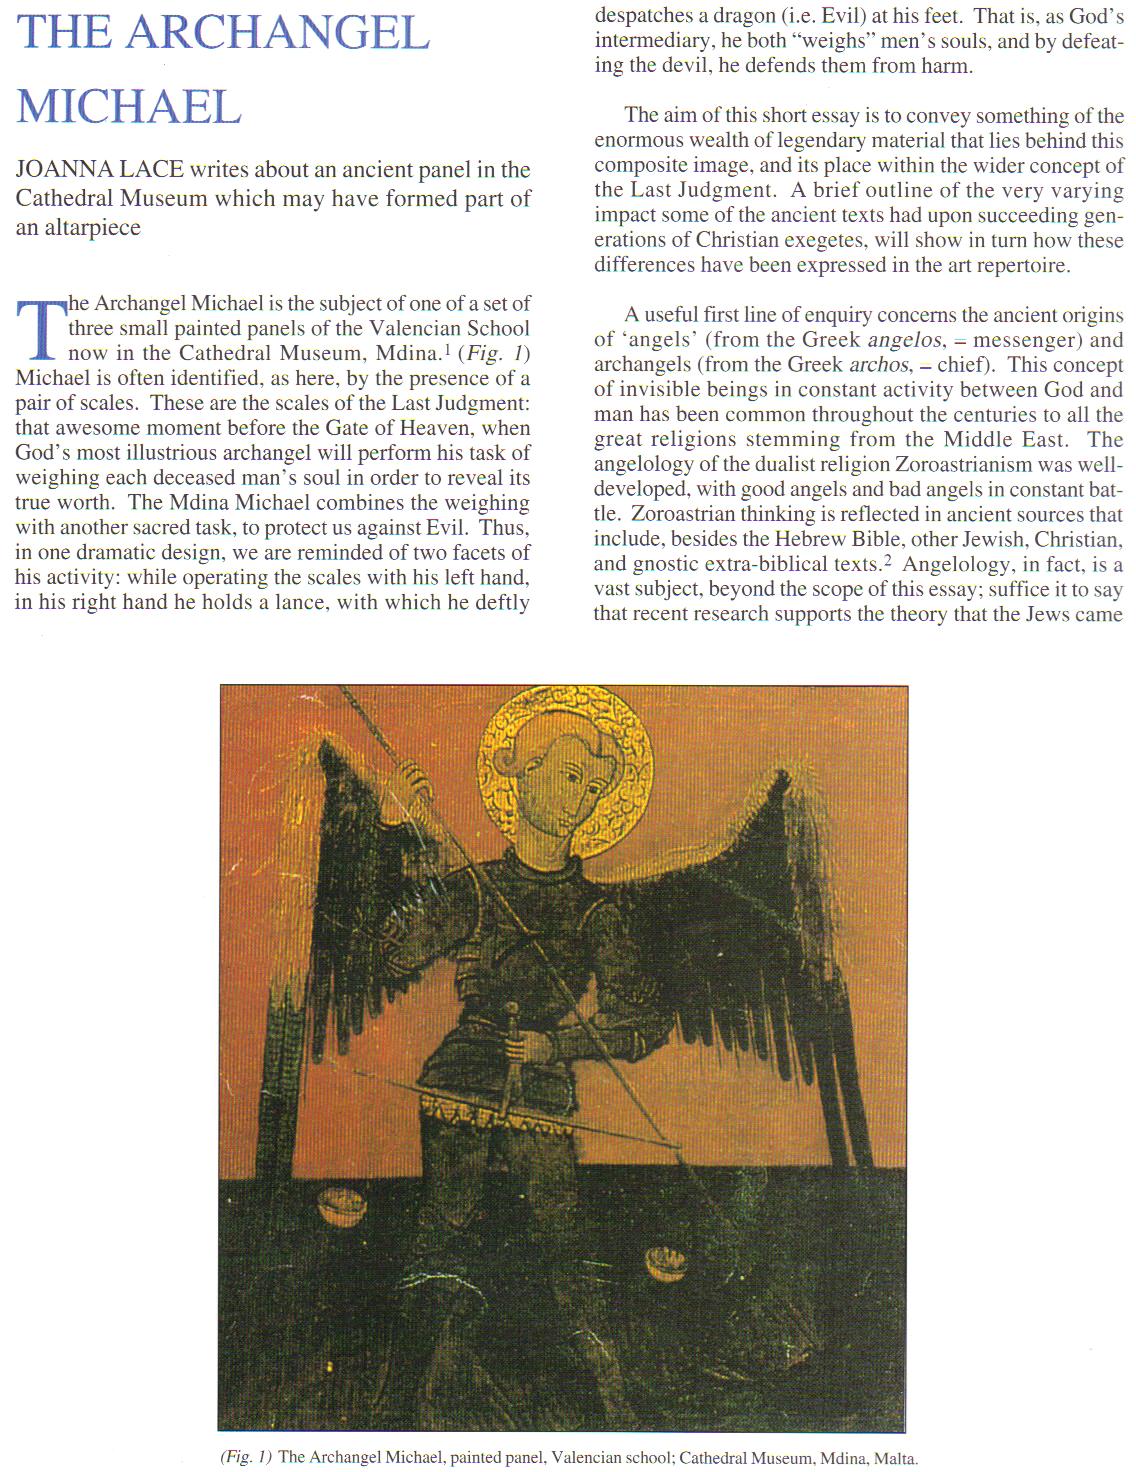 THE ARCHANGEL
MICHAEL
JOANNA LACE writes about an ancient panel in the
Cathedral Museum which may have formed part of
an altarpiece
The Archangel Michael is the subject of one of a set of
three small painted panels of the Valencian School
now in the Cathedral Museum, Mdina.1 (Fig. 1)
Michael is often identified, as here, by the presence of a
pair of scales. These are the scales of the Last Judgment:
that awesome moment before the Gate of Heaven, when
God's most illustrious archangel will perform his task of
weighing each deceased man's soul in order to reveal its
true worth. The Mdina Michael combines the weighing
with another sacred task, to protect us against Evil. Thus,
in one dramatic design, we are reminded of two facets of
his activity: while operating the scales with his left hand,
in his right hand he holds a lance, with which he deftly
despatches a dragon (i.e. Evil) at his feet. That is, as God's
intermediary, he both “weighs” men's souls, and by defeat-
ing the devil, he defends them from harm.
The aim of this short essay is to convey something of the
enormous wealth of legendary material that lies behind this
composite image, and its place within the wider concept of
the Last Judgment. A brief outline of the very varying
impact some of the ancient texts had upon succeeding gen-
erations of Christian exegetes, will show in turn how these
differences have been expressed in the art repertoire.
A useful first line of enquiry concerns the ancient origins
of ‘angels’ (from the Greek angelos, = messenger) and
archangels (from the Greek archos, – chief). This concept
of invisible beings in constant activity between God and
man has been common throughout the centuries to all the
great religions stemming from the Middle East. The
angelology of the dualist religion Zoroastrianism was well-
developed, with good angels and bad angels in constant bat-
tle. Zoroastrian thinking is reflected in ancient sources that
include, besides the Hebrew Bible, other Jewish, Christian,
and gnostic extra-biblical texts.2 Angelology, in fact, is a
vast subject, beyond the scope of this essay; suffice it to say
that recent research supports the theory that the Jews came
(Fig. 1) The Archangel Michael, painted panel, Valencian school; Cathedral Museum, Mdina, Malta.